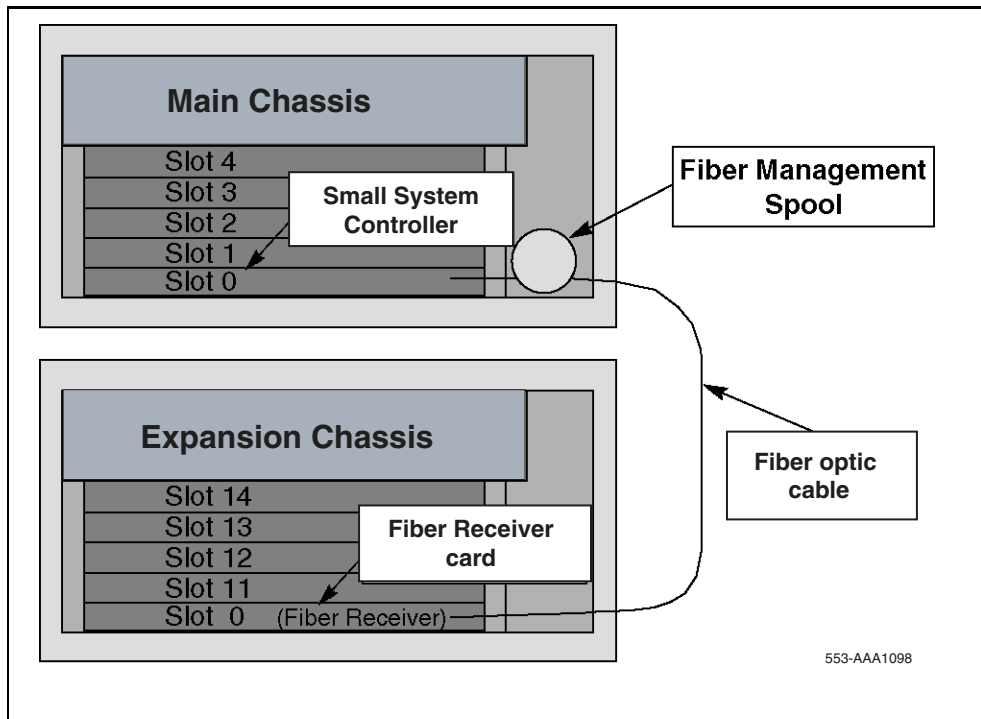 Main Chassis
Slot 4
Slot 3
Slot 2
Slot 1
Slot 0
Small System
Controller
Fiber Management
Spool
Expansion Chassis
Slot 14
Slot 13
Slot 12
Slot 11
Slot 0 (Fiber Receiver)
Fiber Receiver
card
Fiber optic
cable
553-AAA1098